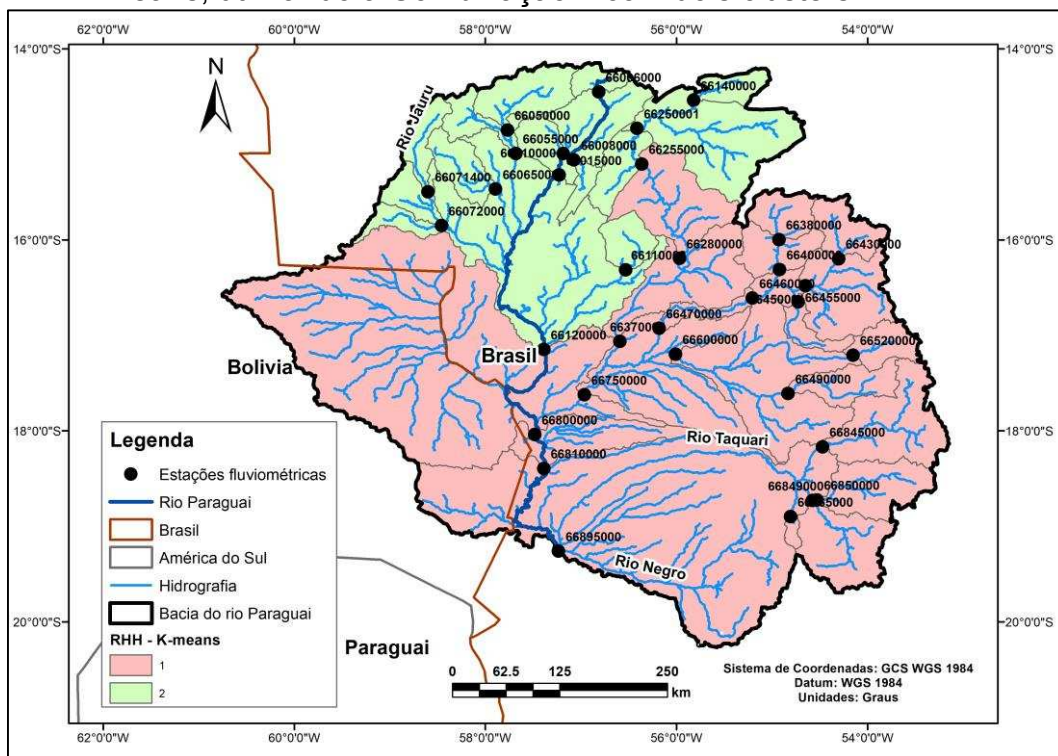 62°0'0"W 60°0'0"W 58°0'0"W 56°0'0"W 54°0'0"W
14°0'0"S 14°0'0"S
N
Rio Jauru
66006000
66140000
66050000
66250001
66055000
66008000
66255000
66071400
66065000
66072000
16°0'0"S 16°0'0"S
66380000
66280000
66430500
66400000
66460000
66455000
66470000
66600000
66120000
66520000
Brasil
Bolivia
66750000
66490000
18°0'0"S 18°0'0"S
66800000
Rio Taquari
66845000
66810000
66850000
66895000
Rio Negro
20°0'0"S 20°0'0"S
Paraguai
Legenda
Estações fluviométricas
Rio Paraguai
Brasil
América do Sul
Hidrografia
Bacia do rio Paraguai
RHH - K-means
1
2
0 62.5 125 250
km
Sistema de Coordenadas: GCS WGS 1984
Datum: WGS 1984
Unidades: Graus
62°0'0"W 60°0'0"W 58°0'0"W 56°0'0"W 54°0'0"W